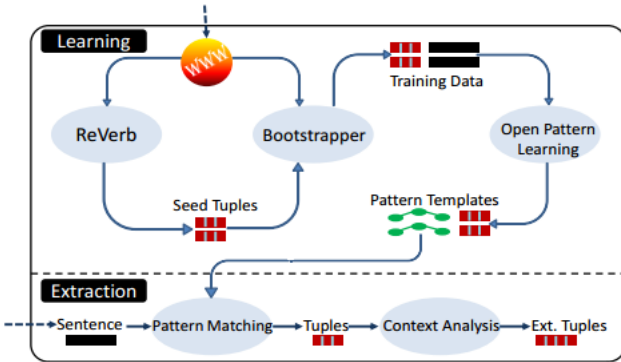 Learning
WWW
Training Data
ReVerb
Bootstrapper
Open Pattern
Learning
Seed Tuples
Pattern Templates
Extraction
Sentence
Pattern Matching
Tuples
Context Analysis
Ext. Tuples